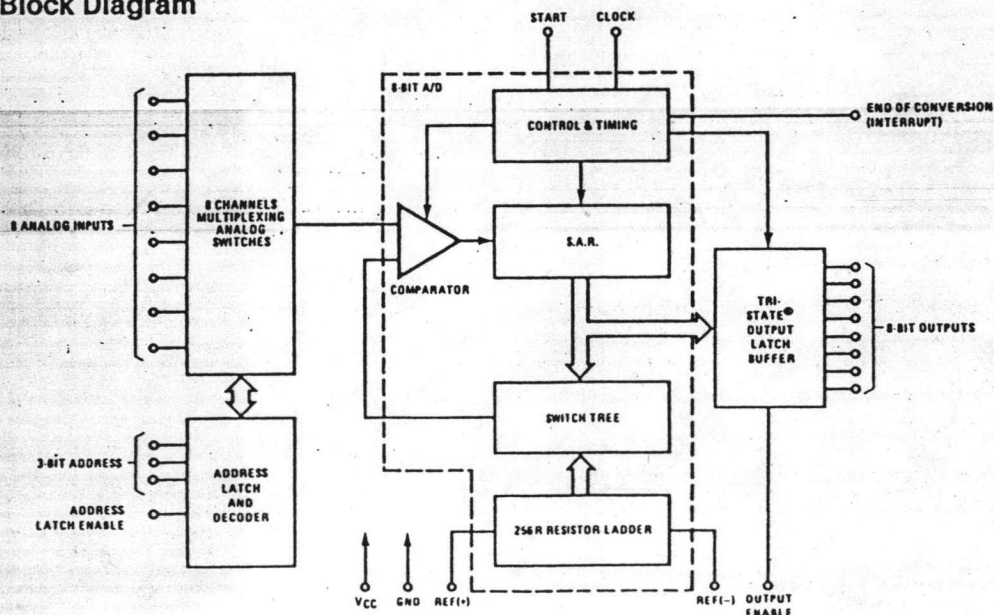 Block Diagram
START
CLOCK
8-BIT A/D
CONTROL & TIMING
END OF CONVERSION
(INTERRUPT)
8 ANALOG INPUTS
8 CHANNELS
MULTIPLEXING
ANALOG
SWITCHES
S.A.R.
COMPARATOR
TRI-
STATE®
OUTPUT
LATCH
BUFFER
8-BIT OUTPUTS
SWITCH TREE
3-BIT ADDRESS
ADDRESS
LATCH ENABLE
ADDRESS
LATCH
AND
DECODER
256R RESISTOR LADDER
VCC
GND
REF(+)
REF(−)
OUTPUT
ENABLE